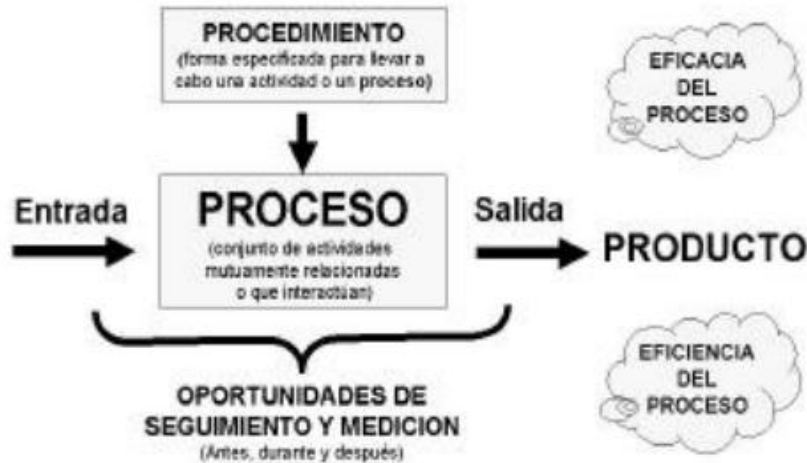 PROCEDIMIENTO
(forma especificada para llevar a
cabo una actividad o un proceso)
EFICACIA
DEL
PROCESO
Entrada
PROCESO
(conjunto de actividades
mutuamente relacionadas
o que interactúan)
Salida
PRODUCTO
OPORTUNIDADES DE
SEGUIMIENTO Y MEDICION
(Antes, durante y después)
EFICIENCIA
DEL
PROCESO